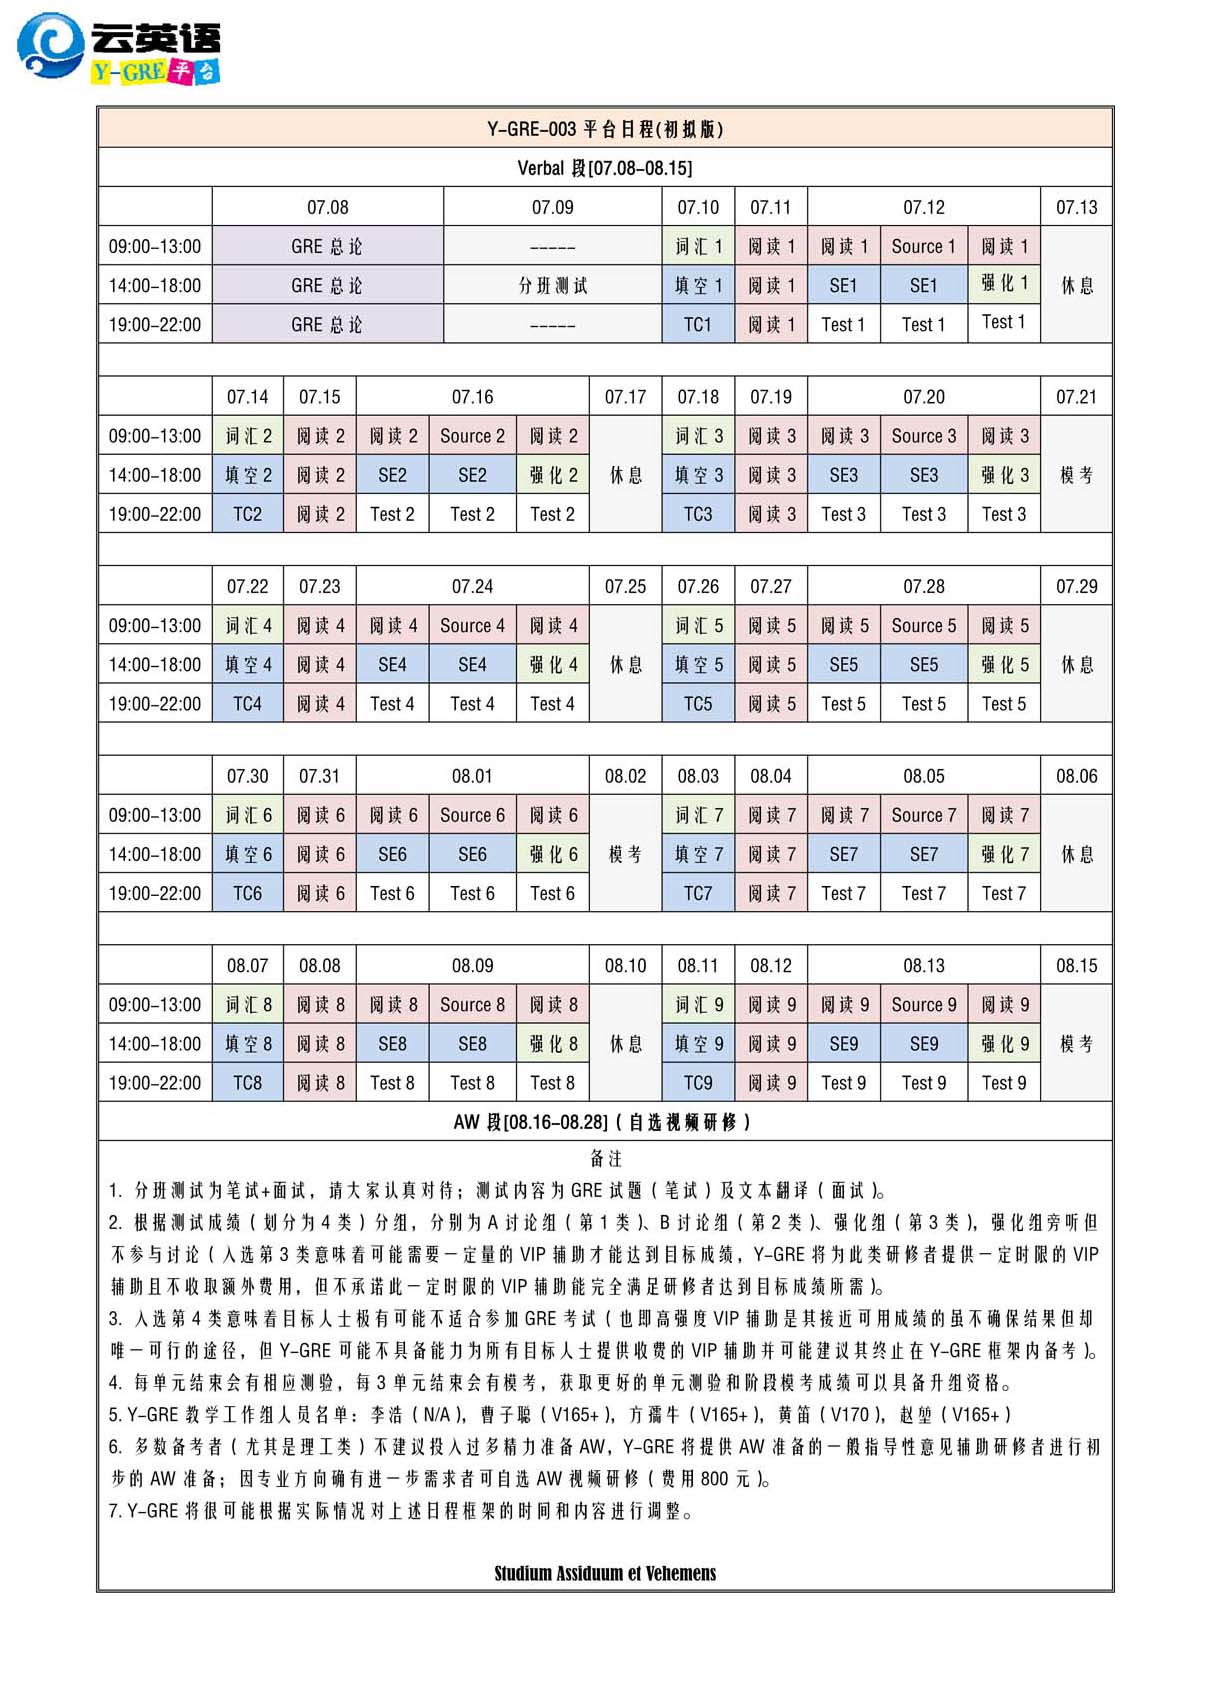 云英语
Y-GRE平台
Y-GRE-003 平台日程(初拟版)
Verbal 段[07.08-08.15]
07.08 07.09 07.10 07.11 07.12 07.13
09:00-13:00 GRE 总论 ----- 词汇 1 阅读 1 阅读 1 Source 1 阅读 1
14:00-18:00 GRE 总论 分班测试 填空 1 阅读 1 SE1 SE1 强化 1 休息
19:00-22:00 GRE 总论 ----- TC1 阅读 1 Test 1 Test 1 Test 1
07.14 07.15 07.16 07.17 07.18 07.19 07.20 07.21
09:00-13:00 词汇 2 阅读 2 阅读 2 Source 2 阅读 2 词汇 3 阅读 3 阅读 3 Source 3 阅读 3
14:00-18:00 填空 2 阅读 2 SE2 SE2 强化 2 休息 填空 3 阅读 3 SE3 SE3 强化 3 模考
19:00-22:00 TC2 阅读 2 Test 2 Test 2 Test 2 TC3 阅读 3 Test 3 Test 3 Test 3
07.22 07.23 07.24 07.25 07.26 07.27 07.28 07.29
09:00-13:00 词汇 4 阅读 4 阅读 4 Source 4 阅读 4 词汇 5 阅读 5 阅读 5 Source 5 阅读 5
14:00-18:00 填空 4 阅读 4 SE4 SE4 强化 4 休息 填空 5 阅读 5 SE5 SE5 强化 5 休息
19:00-22:00 TC4 阅读 4 Test 4 Test 4 Test 4 TC5 阅读 5 Test 5 Test 5 Test 5
07.30 07.31 08.01 08.02 08.03 08.04 08.05 08.06
09:00-13:00 词汇 6 阅读 6 阅读 6 Source 6 阅读 6 词汇 7 阅读 7 阅读 7 Source 7 阅读 7
14:00-18:00 填空 6 阅读 6 SE6 SE6 强化 6 模考 填空 7 阅读 7 SE7 SE7 强化 7 休息
19:00-22:00 TC6 阅读 6 Test 6 Test 6 Test 6 TC7 阅读 7 Test 7 Test 7 Test 7
08.07 08.08 08.09 08.10 08.11 08.12 08.13 08.15
09:00-13:00 词汇 8 阅读 8 阅读 8 Source 8 阅读 8 词汇 9 阅读 9 阅读 9 Source 9 阅读 9
14:00-18:00 填空 8 阅读 8 SE8 SE8 强化 8 休息 填空 9 阅读 9 SE9 SE9 强化 9 模考
19:00-22:00 TC8 阅读 8 Test 8 Test 8 Test 8 TC9 阅读 9 Test 9 Test 9 Test 9
AW 段[08.16-08.28]（自选视频研修）
备注
1. 分班测试为笔试+面试，请大家认真对待；测试内容为 GRE 试题（笔试）及文本翻译（面试）。
2. 根据测试成绩（划分为 4 类）分组，分别为 A 讨论组（第 1 类）、B 讨论组（第 2 类）、强化组（第 3 类），强化组旁听但
不参与讨论（入选第 3 类意味着可能需要一定量的 VIP 辅助才能达到目标成绩，Y-GRE 将为此类研修者提供一定时限的 VIP
辅助且不收取额外费用，但不承诺此一定时限的 VIP 辅助能完全满足研修者达到目标成绩所需）。
3. 入选第 4 类意味着目标人士极有可能不适合参加 GRE 考试（也即高强度 VIP 辅助是其接近可用成绩的虽不确保结果但却
唯一可行的途径，但 Y-GRE 可能不具备能力为所有目标人士提供收费的 VIP 辅助并可能建议其终止在 Y-GRE 框架内备考）。
4. 每单元结束会有相应测验，每 3 单元结束会有模考，获取更好的单元测验和阶段模考成绩可以具备升组资格。
5. Y-GRE 教学工作组人员名单：李浩（N/A），曹子聪（V165+），方孺牛（V165+），黄笛（V170），赵堃（V165+）
6. 多数备考者（尤其是理工类）不建议投入过多精力准备 AW，Y-GRE 将提供 AW 准备的一般指导性意见辅助研修者进行初
步的 AW 准备；因专业方向确有进一步需求者可自选 AW 视频研修（费用 800 元）。
7. Y-GRE 将很可能根据实际情况对上述日程框架的时间和内容进行调整。
Studium Assiduum et Vehemens